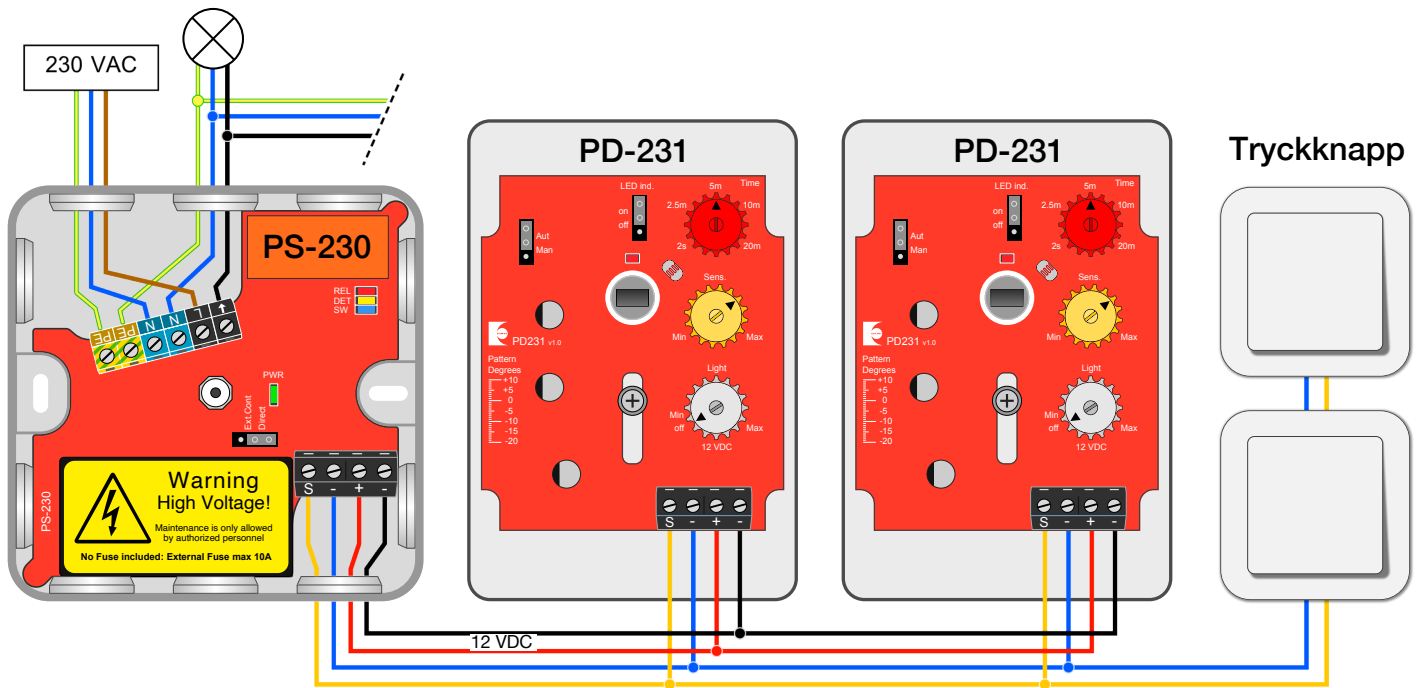 230 VAC
PS-230
REL
DET
SW
PE
PE
N
N
L
PWR
Ext.Cont
Direct
S
-
+
-
PS-230
Warning
High Voltage!
Maintenance is only allowed
by authorized personnel
No Fuse included: External Fuse max 10A
12 VDC
PD-231
LED ind.
on
off
Aut
Man
Time
5m
2.5m
10m
2s
20m
Sens.
Min
Max
PD231 v1.0
Pattern
Degrees
+10
+5
0
-5
-10
-15
-20
Light
Min
off
Max
12 VDC
S
-
+
-
PD-231
LED ind.
on
off
Aut
Man
Time
5m
2.5m
10m
2s
20m
Sens.
Min
Max
PD231 v1.0
Pattern
Degrees
+10
+5
0
-5
-10
-15
-20
Light
Min
off
Max
12 VDC
S
-
+
-
Tryckknapp